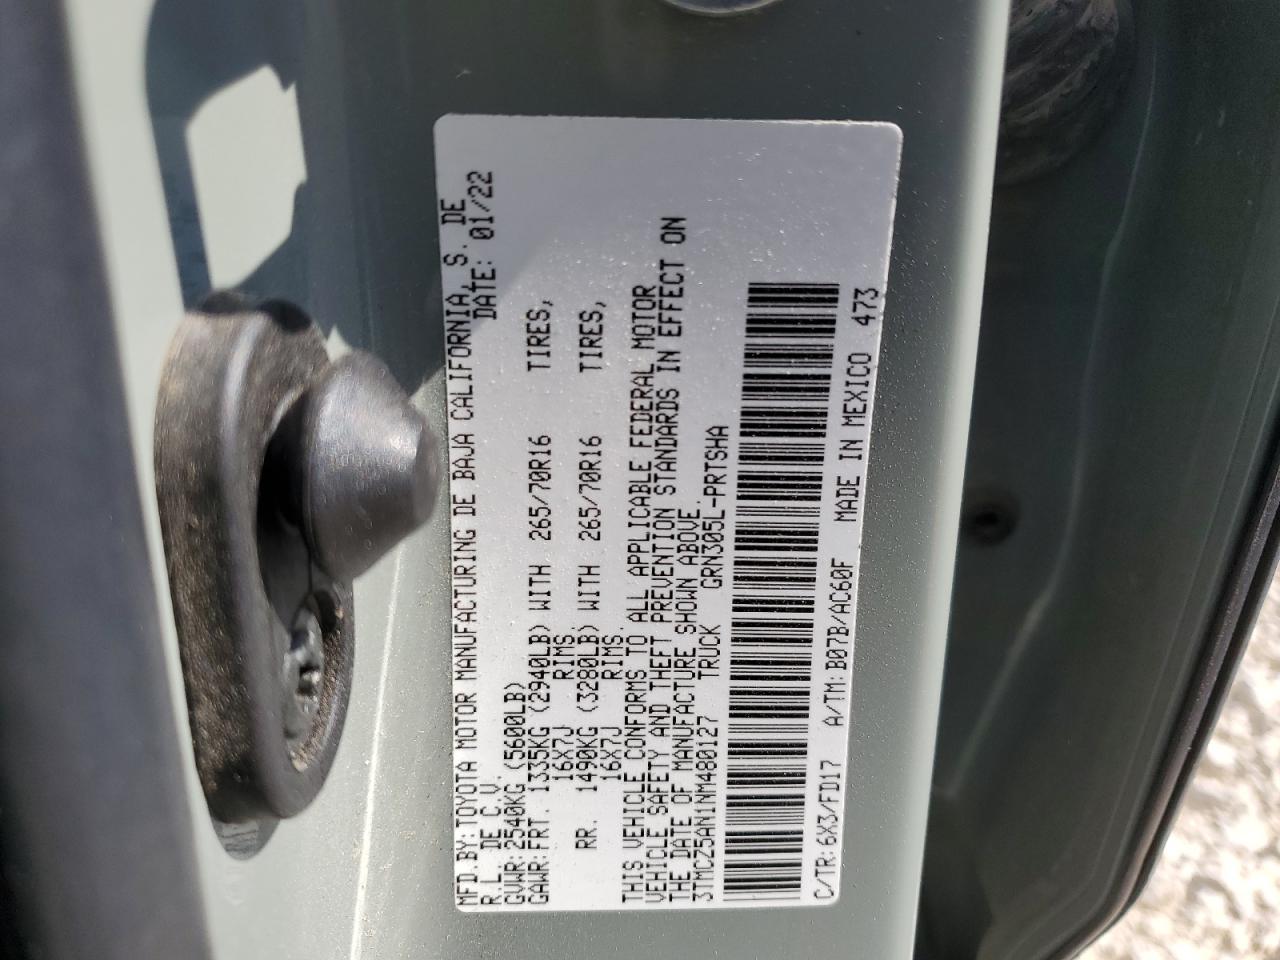 MFD.BY:TOYOTA MOTOR MANUFACTURING DE BAJA CALIFORNIA, S. DE
R.L. DE C.V. DATE: 01/22
GVWR:2540KG (5600LB)
GAWR:FRT. 1335KG (2940LB) WITH 265/70R16 TIRES,
16X7J RIMS
RR. 1490KG (3280LB) WITH 265/70R16 TIRES,
16X7J RIMS.
THIS VEHICLE CONFORMS TO ALL APPLICABLE FEDERAL MOTOR
VEHICLE SAFETY AND THEFT PREVENTION STANDARDS IN EFFECT ON
THE DATE OF MANUFACTURE SHOWN ABOVE.
3TMCZ5AN1NM480127 TRUCK GRN305L-PRTSHA
C/TR:6X3/FD17 A/TM:B07B/AC60F MADE IN MEXICO 473